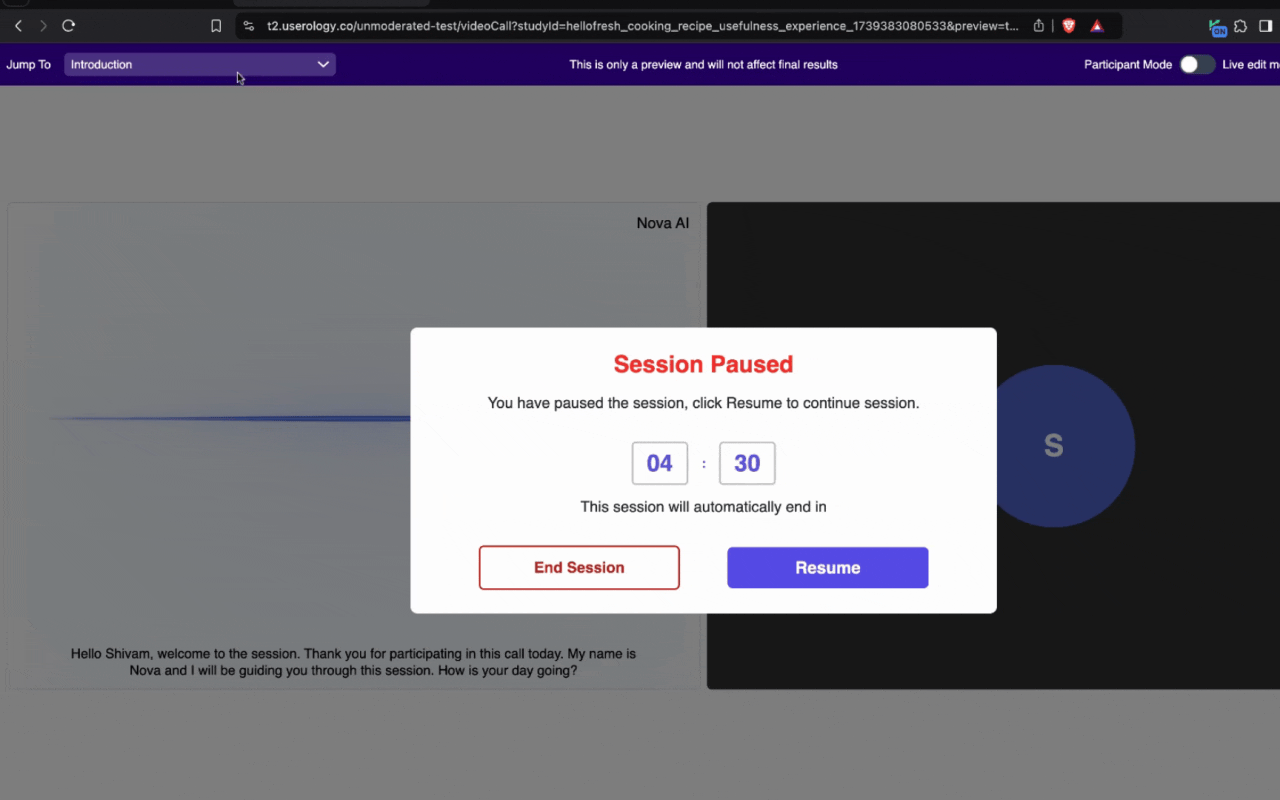 t2.userology.co/unmoderated-test/videoCall?studyId=hellofresh_cooking_recipe_usefulness_experience_1739383080533&preview=t...
ON
Jump To
Introduction
This is only a preview and will not affect final results
Participant Mode
Live edit m
Nova AI
Session Paused
You have paused the session, click Resume to continue session.
04 : 30
This session will automatically end in
End Session
Resume
S
Hello Shivam, welcome to the session. Thank you for participating in this call today. My name is
Nova and I will be guiding you through this session. How is your day going?